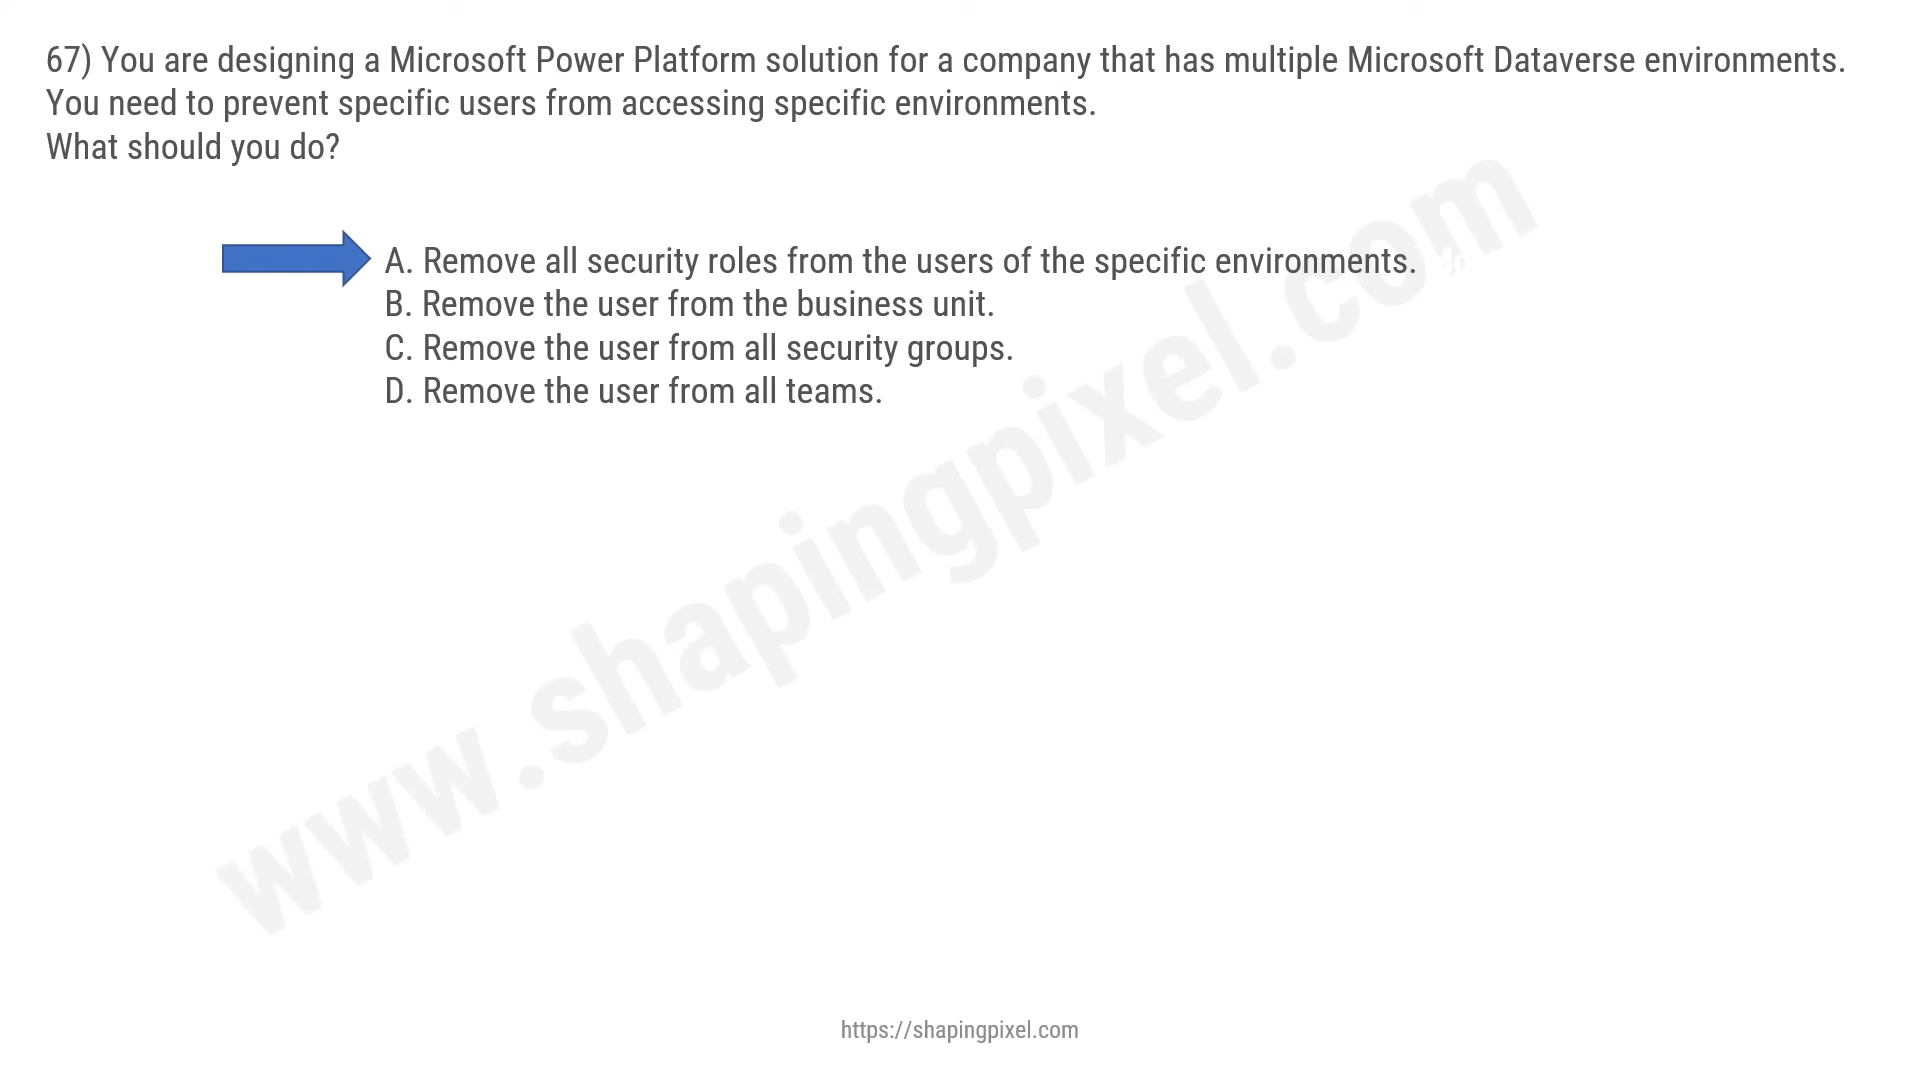 67) You are designing a Microsoft Power Platform solution for a company that has multiple Microsoft Dataverse environments.
You need to prevent specific users from accessing specific environments.
What should you do?
A. Remove all security roles from the users of the specific environments.
B. Remove the user from the business unit.
C. Remove the user from all security groups.
D. Remove the user from all teams.
www.shapingpixel.com
https://shapingpixel.com